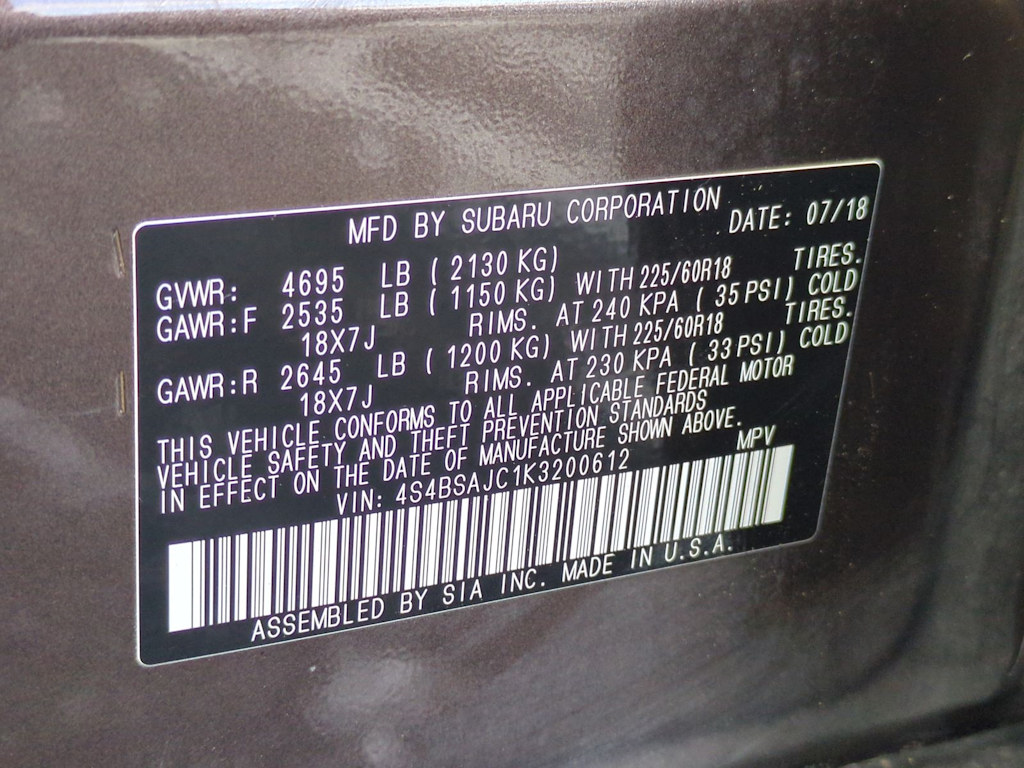 MFD BY SUBARU CORPORATION DATE: 07/18
GVWR: 4695 LB ( 2130 KG)
GAWR:F 2535 LB ( 1150 KG) WITH 225/60R18 TIRES.
18X7J RIMS. AT 240 KPA ( 35 PSI) COLD
GAWR:R 2645 LB ( 1200 KG) WITH 225/60R18 TIRES.
18X7J RIMS. AT 230 KPA ( 33 PSI) COLD
THIS VEHICLE CONFORMS TO ALL APPLICABLE FEDERAL MOTOR
VEHICLE SAFETY AND THEFT PREVENTION STANDARDS
IN EFFECT ON THE DATE OF MANUFACTURE SHOWN ABOVE.
VIN: 4S4BSAJC1K3200612 MPV
ASSEMBLED BY SIA INC. MADE IN U.S.A.